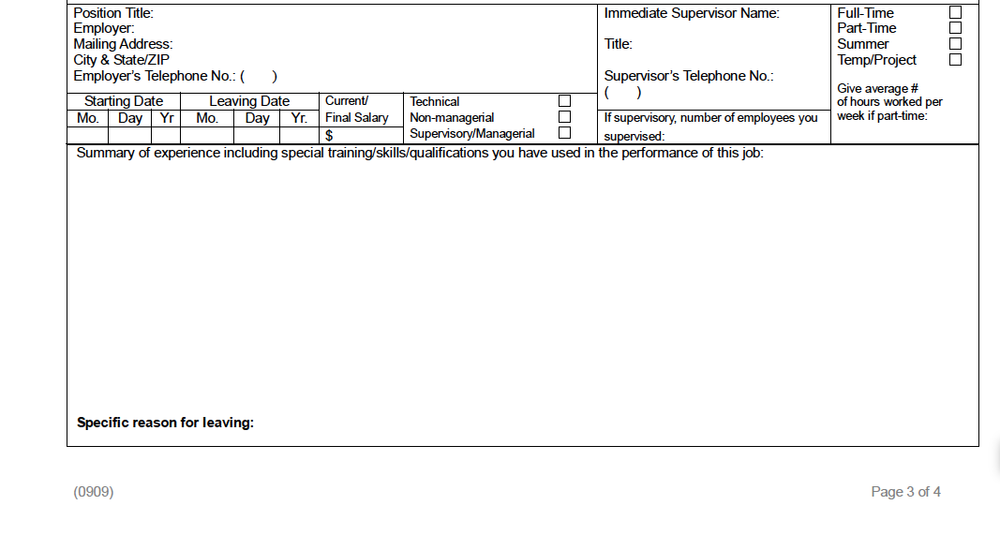 Position Title:
Employer:
Mailing Address:
City & State/ZIP
Employer's Telephone No.: (       )
Immediate Supervisor Name:
Title:
Supervisor's Telephone No.:
(       )
Full-Time
Part-Time
Summer
Temp/Project
Give average #
of hours worked per
week if part-time:
Starting Date
Leaving Date
Mo. Day Yr Mo. Day Yr.
Current/
Final Salary
$
Technical
Non-managerial
Supervisory/Managerial
If supervisory, number of employees you
supervised:
Summary of experience including special training/skills/qualifications you have used in the performance of this job:
Specific reason for leaving:
(0909)
Page 3 of 4